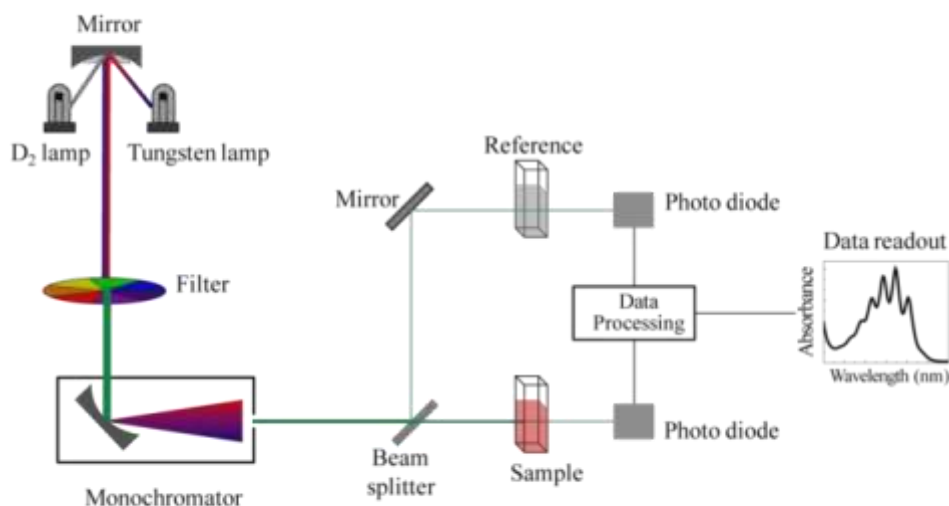 Mirror
D₂ lamp
Tungsten lamp
Filter
Monochromator
Mirror
Beam
splitter
Reference
Sample
Photo diode
Data
Processing
Photo diode
Data readout
Absorbance
Wavelength (nm)